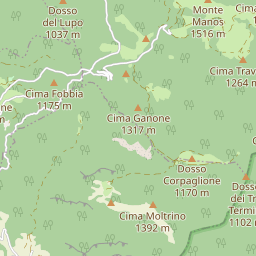 Dosso
del Lupo
1037 m
Monte
Manos
1516 m
Cima Trav
1264 m
Cima Fobbia
1175 m
ne
m
Cima Ganone
1317 m
Dosso
Corpaglione
1170 m
Dosso
dei Tr
Termi
1102 m
Cima Moltrino
1392 m